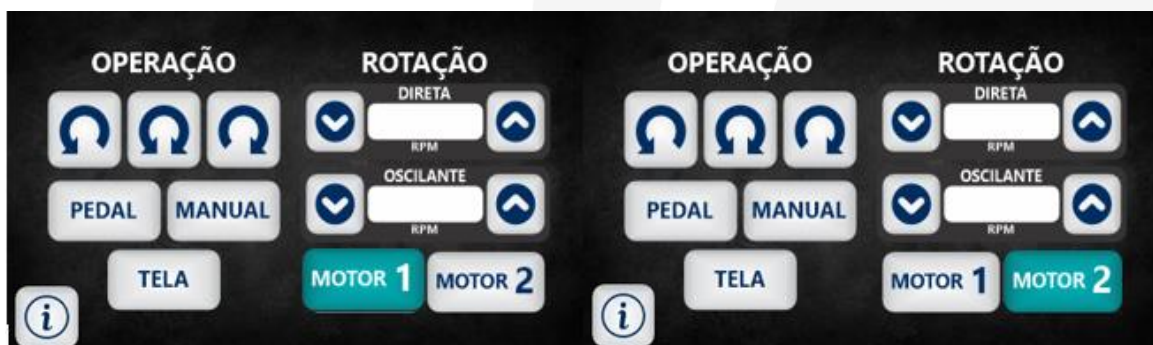 OPERAÇÃO
ROTAÇÃO
DIRETA
RPM
OSCILANTE
RPM
PEDAL
MANUAL
TELA
MOTOR 1
MOTOR 2
i
OPERAÇÃO
ROTAÇÃO
DIRETA
RPM
OSCILANTE
RPM
PEDAL
MANUAL
TELA
MOTOR 1
MOTOR 2
i